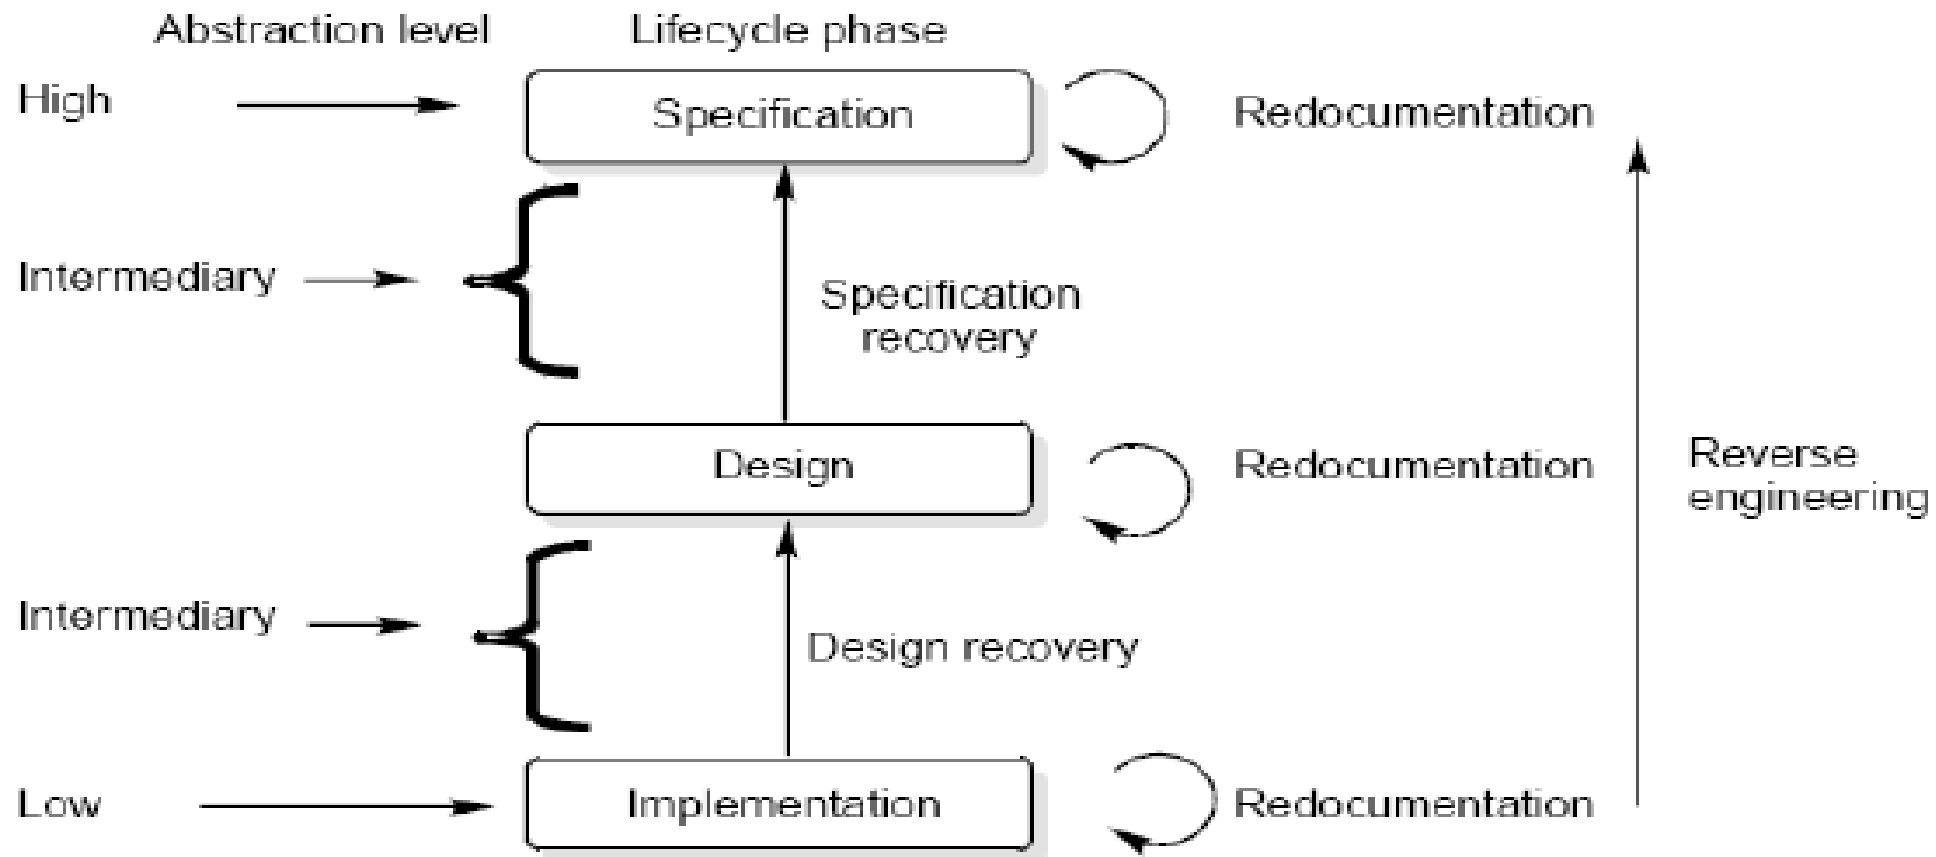 Abstraction level
Lifecycle phase
High
Specification
Redocumentation
Intermediary
Specification
recovery
Design
Redocumentation
Reverse
engineering
Intermediary
Design recovery
Low
Implementation
Redocumentation